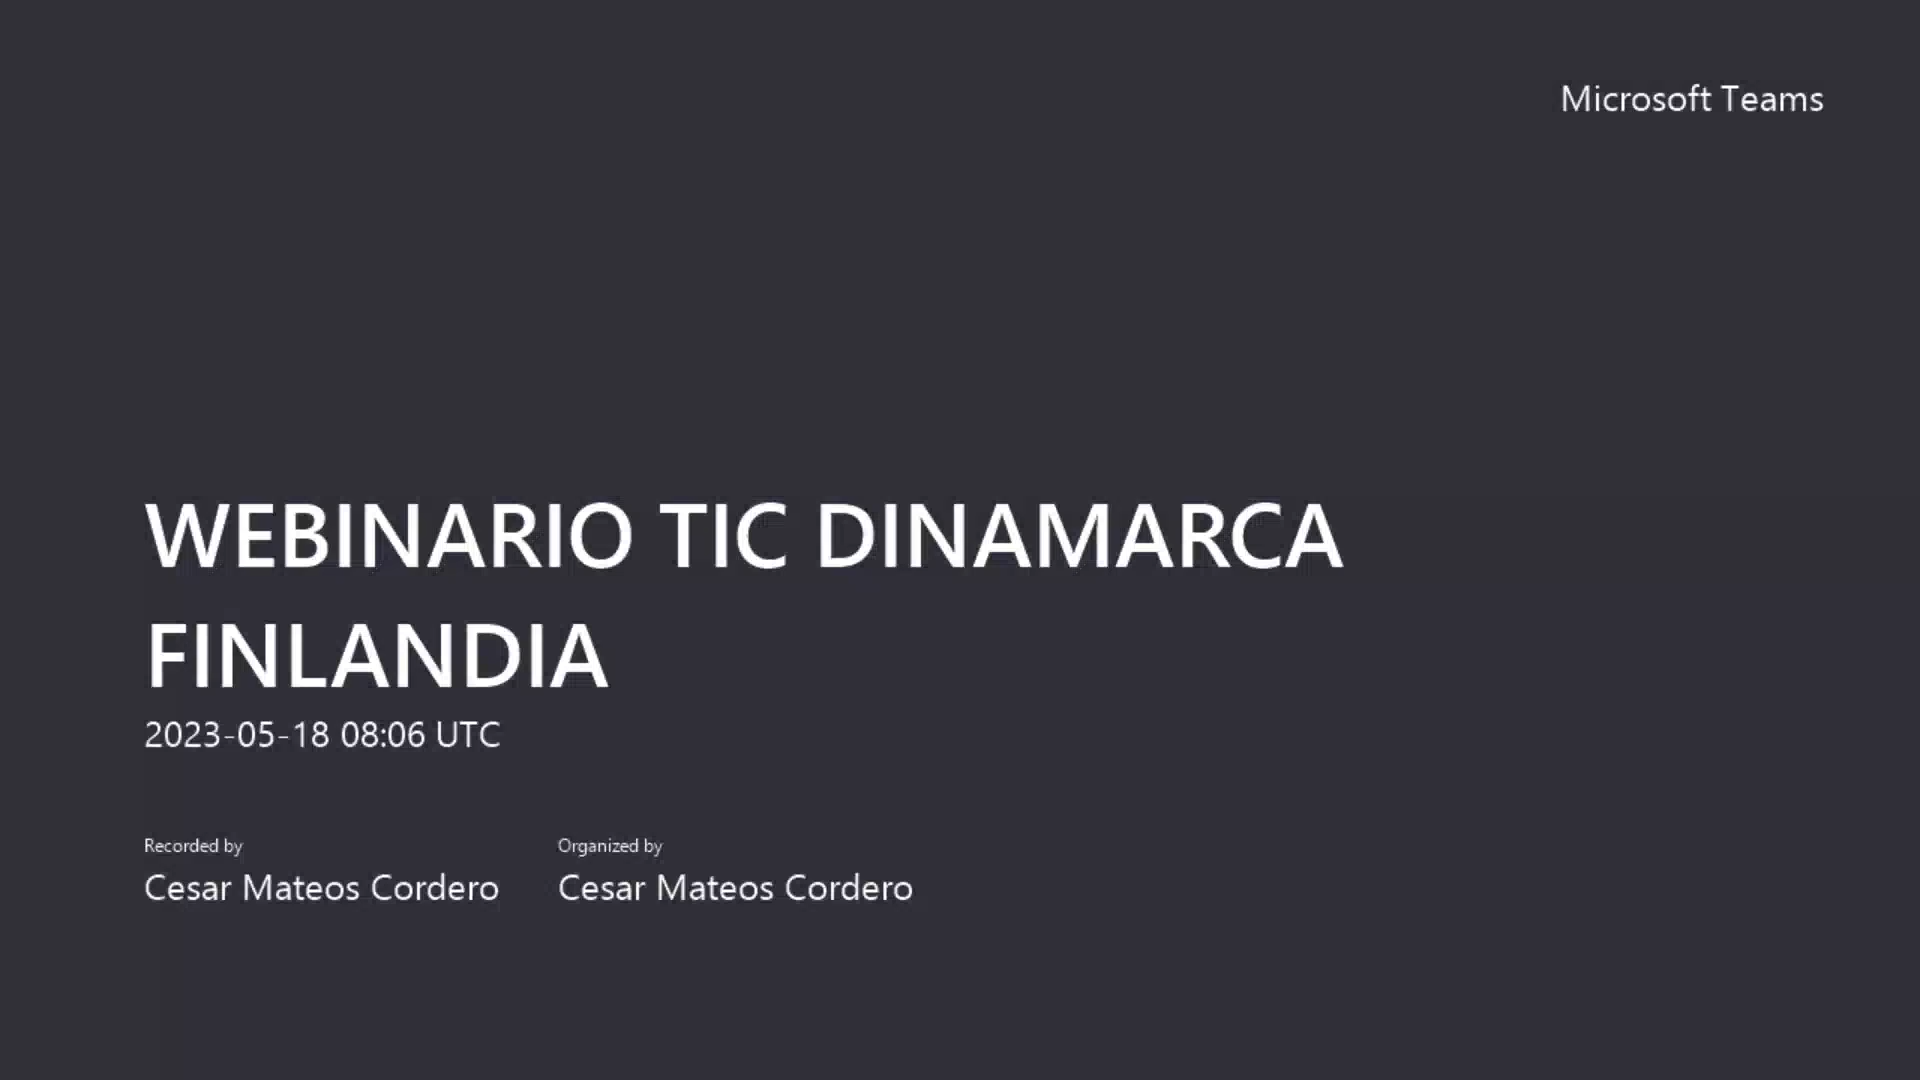 Microsoft Teams
WEBINARIO TIC DINAMARCA
FINLANDIA
2023-05-18 08:06 UTC
Recorded by
Cesar Mateos Cordero
Organized by
Cesar Mateos Cordero